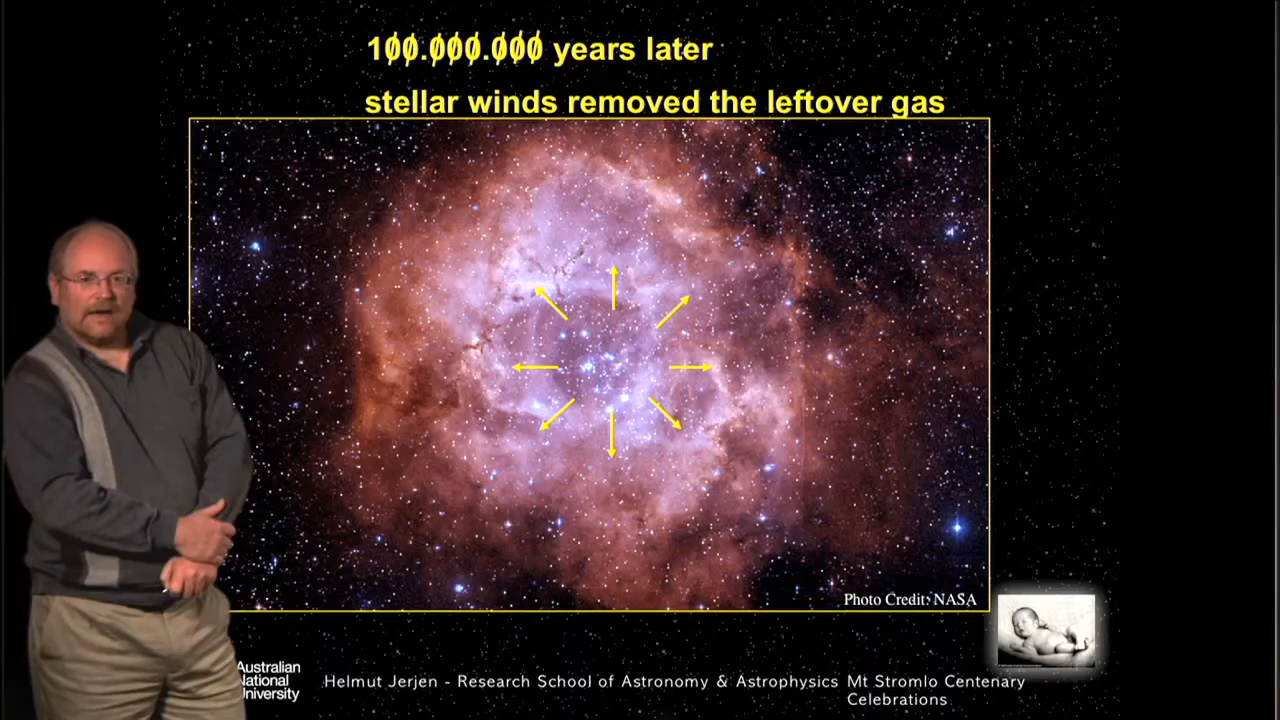 100.000.000 years later
stellar winds removed the leftover gas
Photo Credit: NASA
Australian
National
University
Helmut Jerjen - Research School of Astronomy & Astrophysics
Mt Stromlo Centenary
Celebrations